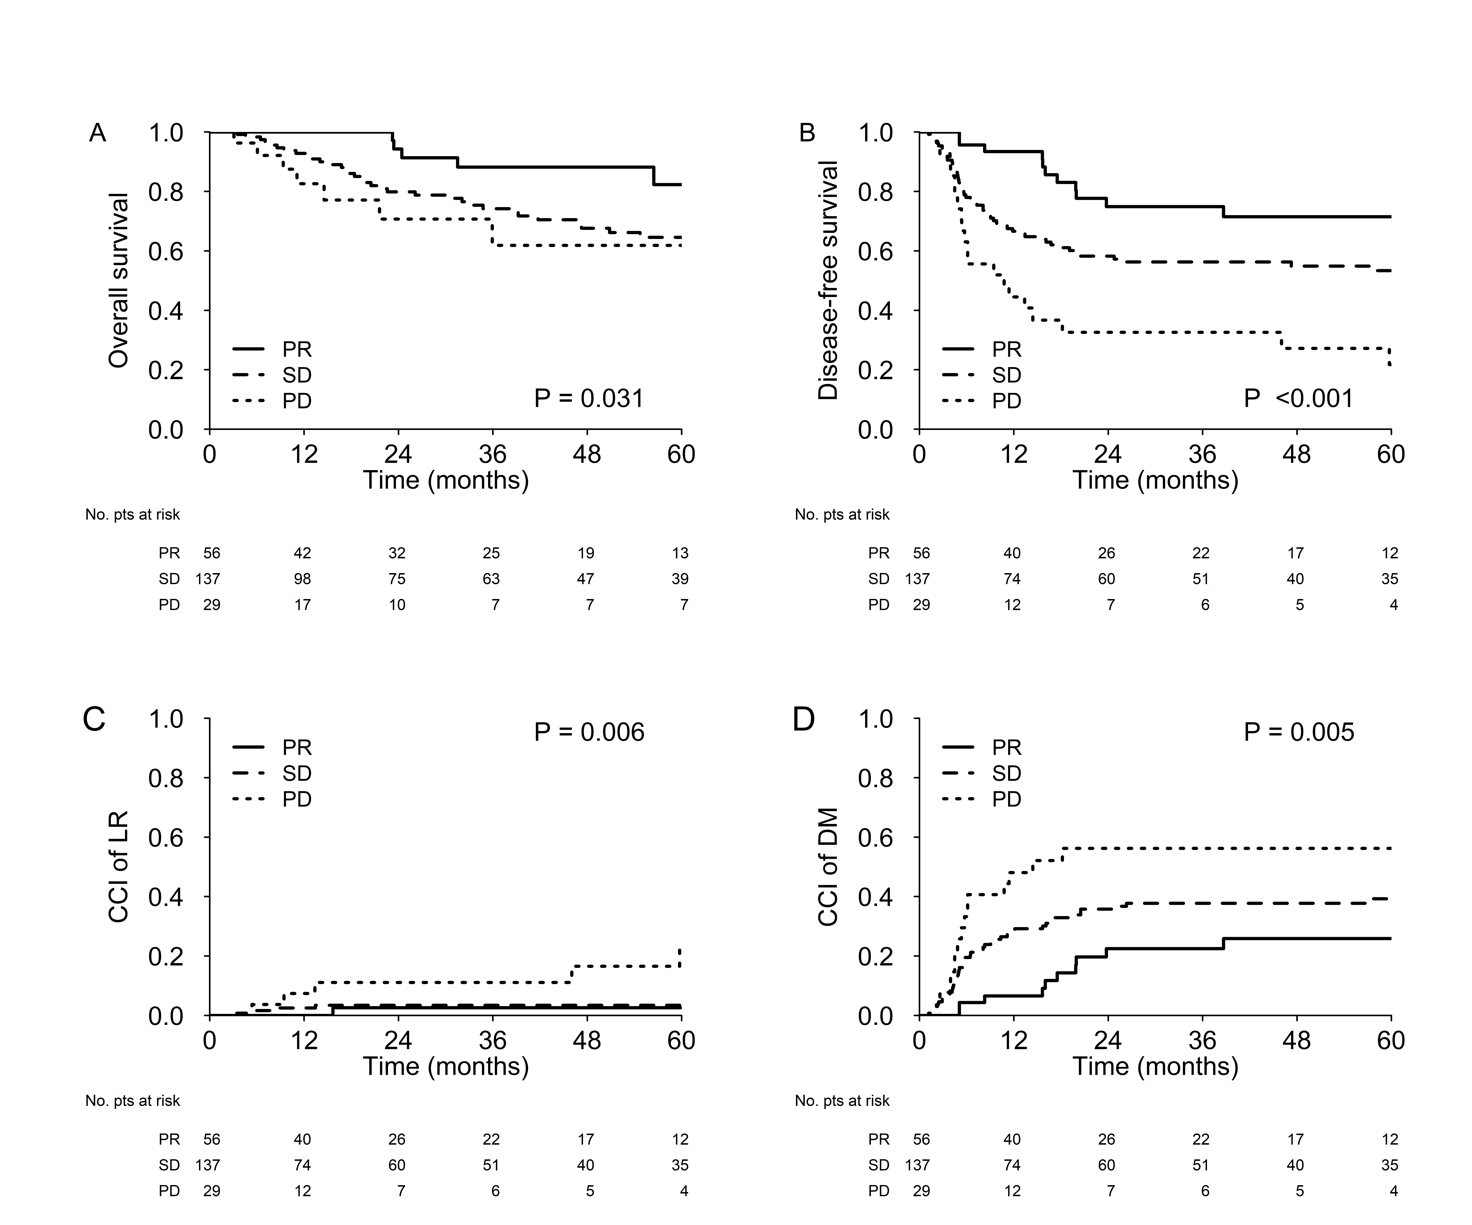 A
Overall survival
1.0
0.8
0.6
0.4
0.2
0.0
PR
SD
PD
P = 0.031
0 12 24 36 48 60
Time (months)
No. pts at risk
PR 56 42 32 25 19 13
SD 137 98 75 63 47 39
PD 29 17 10 7 7 7
B
Disease-free survival
1.0
0.8
0.6
0.4
0.2
0.0
PR
SD
PD
P <0.001
0 12 24 36 48 60
Time (months)
No. pts at risk
PR 56 40 26 22 17 12
SD 137 74 60 51 40 35
PD 29 12 7 6 5 4
C
CCI of LR
1.0
0.8
0.6
0.4
0.2
0.0
P = 0.006
PR
SD
PD
0 12 24 36 48 60
Time (months)
No. pts at risk
PR 56 40 26 22 17 12
SD 137 74 60 51 40 35
PD 29 12 7 6 5 4
D
CCI of DM
1.0
0.8
0.6
0.4
0.2
0.0
P = 0.005
PR
SD
PD
0 12 24 36 48 60
Time (months)
No. pts at risk
PR 56 40 26 22 17 12
SD 137 74 60 51 40 35
PD 29 12 7 6 5 4